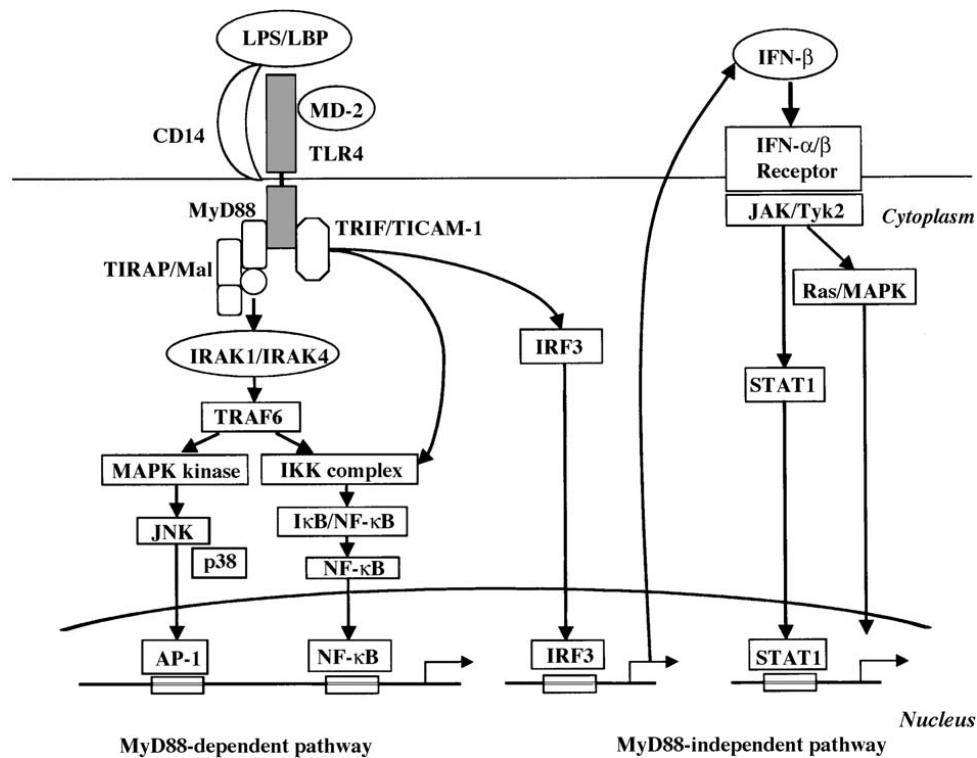 LPS/LBP
IFN-β
MD-2
CD14
TLR4
IFN-α/β
Receptor
MyD88
JAK/Tyk2
Cytoplasm
TRIF/TICAM-1
TIRAP/Mal
Ras/MAPK
IRAK1/IRAK4
IRF3
STAT1
TRAF6
MAPK kinase
IKK complex
JNK
IκB/NF-κB
p38
NF-κB
AP-1
NF-κB
IRF3
STAT1
Nucleus
MyD88-dependent pathway
MyD88-independent pathway